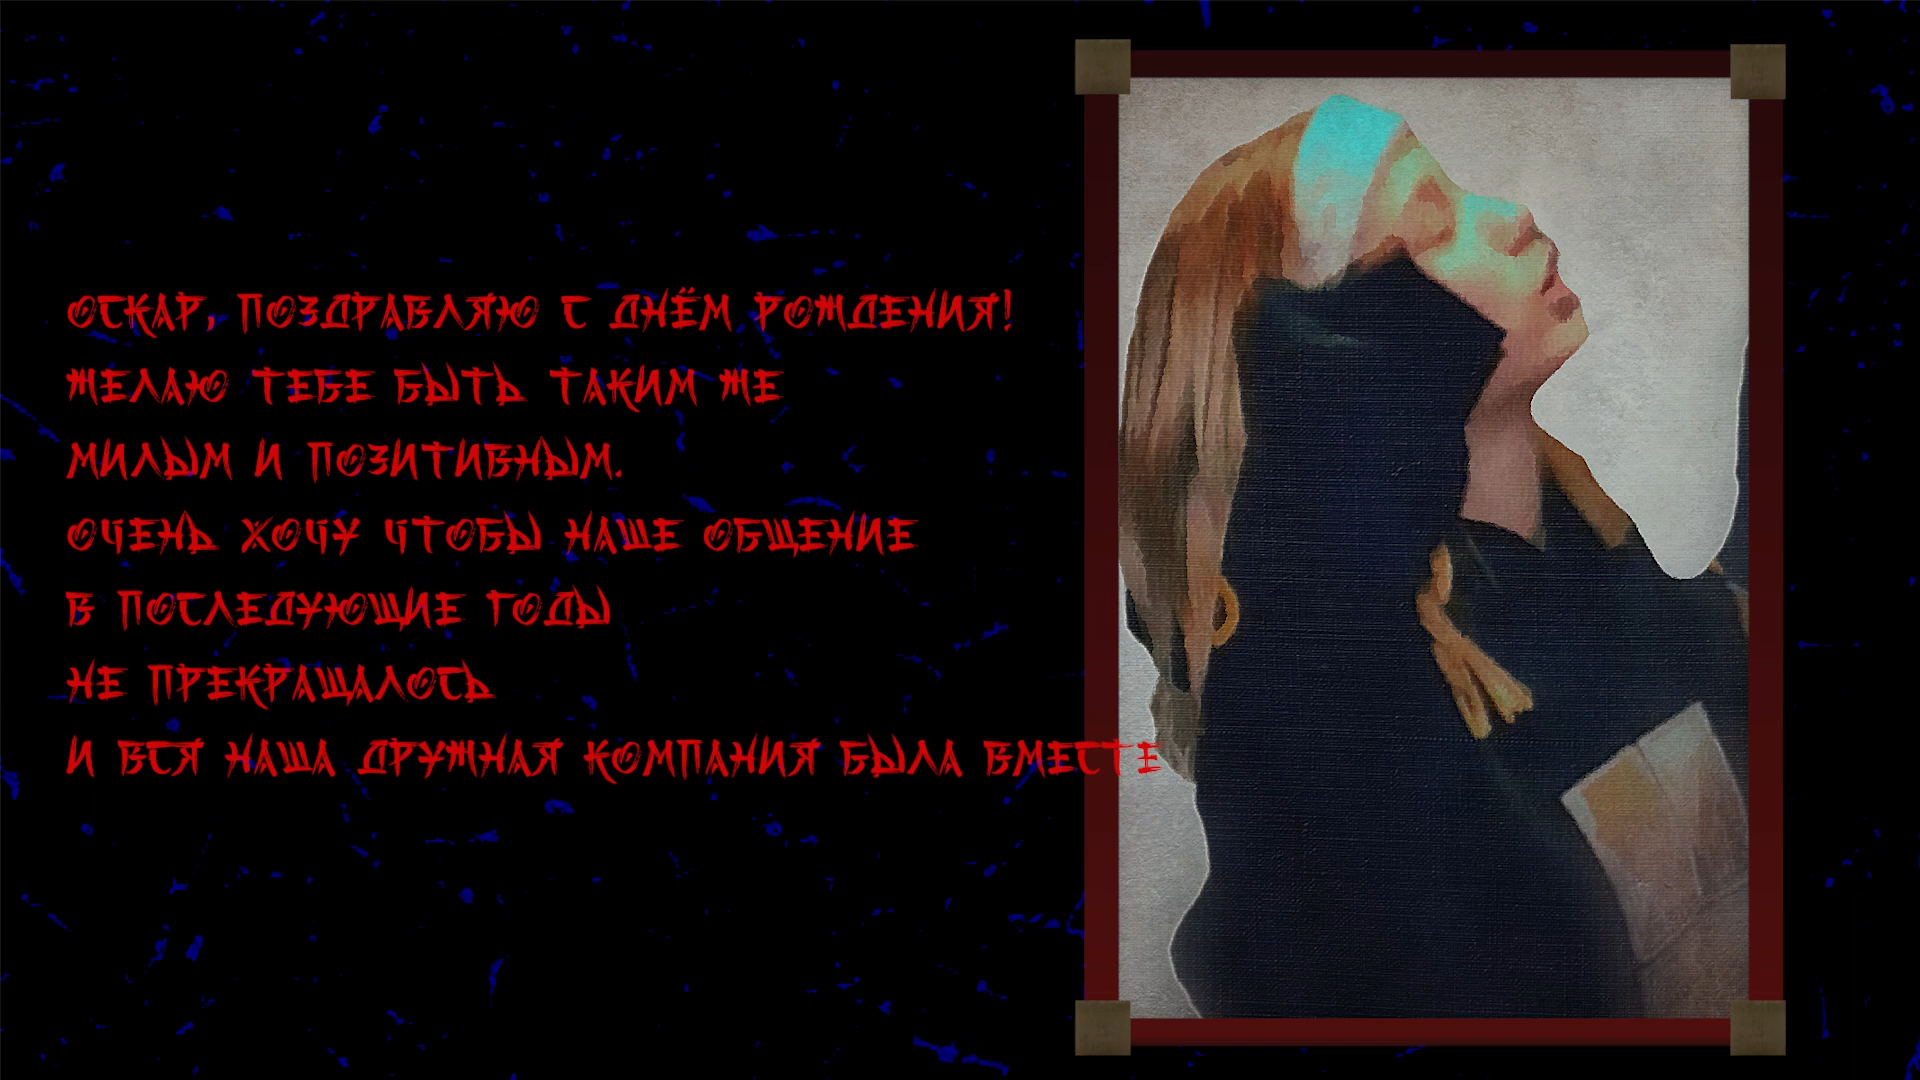 ОСКАР, ПОЗДРАВЛЯЮ С ДНЁМ РОЖДЕНИЯ!
ЖЕЛАЮ ТЕБЕ БЫТЬ ТАКИМ ЖЕ
МИЛЫМ И ПОЗИТИВНЫМ.
ОЧЕНЬ ХОЧУ ЧТОБЫ НАШЕ ОБЩЕНИЕ
В ПОСЛЕДУЮЩИЕ ГОДЫ
НЕ ПРЕКРАЩАЛОСЬ
И ВСЯ НАША ДРУЖНАЯ КОМПАНИЯ БЫЛА ВМЕСТЕ